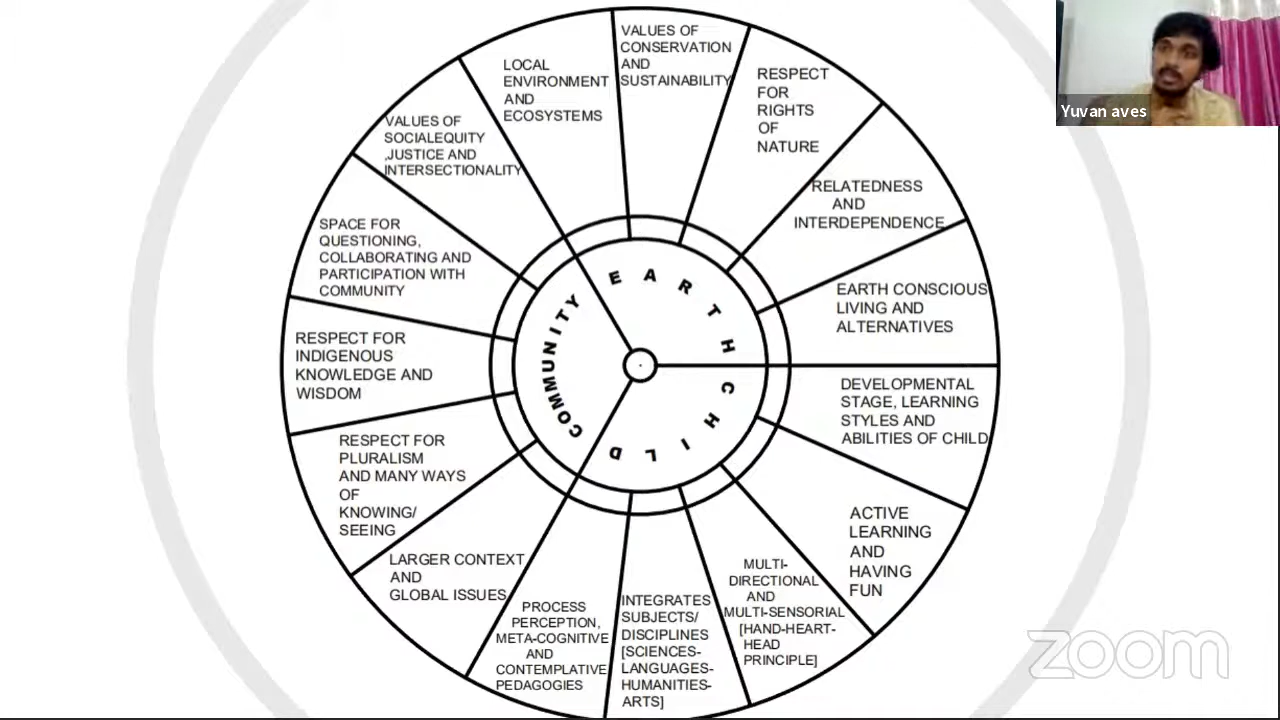 VALUES OF
CONSERVATION
AND
SUSTAINABILITY
RESPECT
FOR
RIGHTS
OF
NATURE
RELATEDNESS
AND
INTERDEPENDENCE
EARTH CONSCIOUS
LIVING AND
ALTERNATIVES
DEVELOPMENTAL
STAGE, LEARNING
STYLES AND
ABILITIES OF CHILD
ACTIVE
LEARNING
AND
HAVING
FUN
MULTI-
DIRECTIONAL
AND
MULTI-SENSORIAL
[HAND-HEART-
HEAD
PRINCIPLE]
INTEGRATES
SUBJECTS/
DISCIPLINES
[SCIENCES-
LANGUAGES-
HUMANITIES-
ARTS]
PROCESS
PERCEPTION,
META-COGNITIVE
AND
CONTEMPLATIVE
PEDAGOGIES
LARGER CONTEXT
AND
GLOBAL ISSUES
RESPECT FOR
PLURALISM
AND MANY WAYS
OF
KNOWING/
SEEING
RESPECT FOR
INDIGENOUS
KNOWLEDGE AND
WISDOM
SPACE FOR
QUESTIONING,
COLLABORATING AND
PARTICIPATION WITH
COMMUNITY
VALUES OF
SOCIALEQUITY
,JUSTICE AND
INTERSECTIONALITY
LOCAL
ENVIRONMENT
AND
ECOSYSTEMS
EARTH
CHILD
COMMUNITY
Yuvan aves
zoom